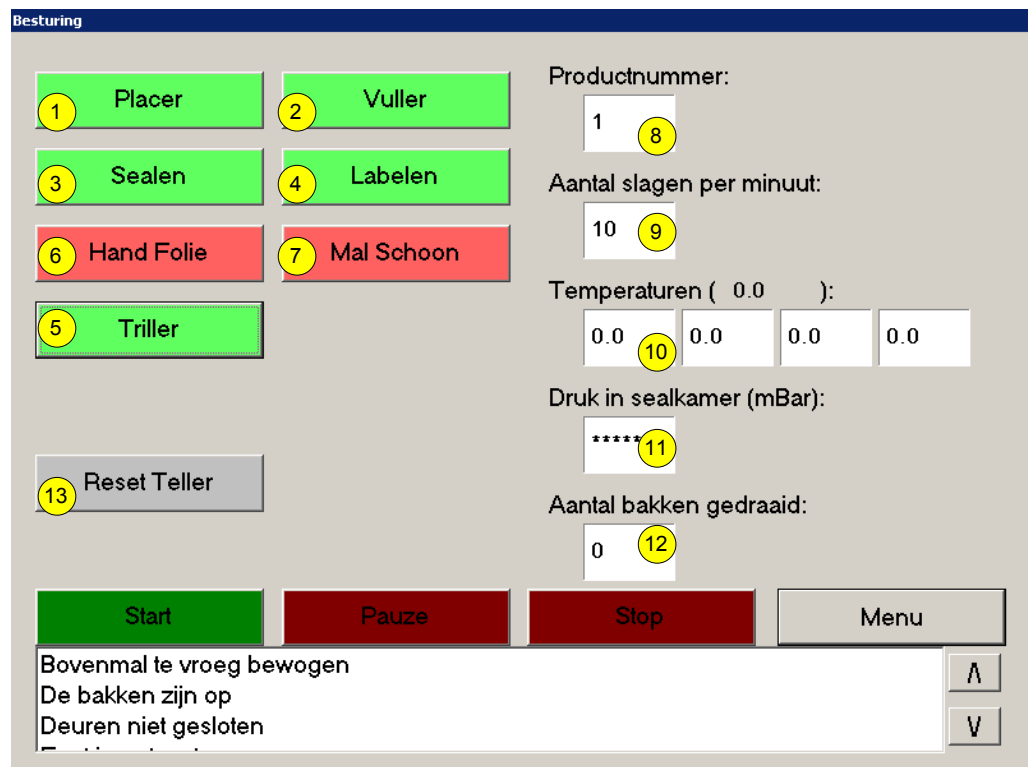 Besturing
1 Placer
2 Vuller
3 Sealen
4 Labelen
6 Hand Folie
7 Mal Schoon
5 Triller
13 Reset Teller
Productnummer:
1 8
Aantal slagen per minuut:
10 9
Temperaturen ( 0.0 ):
0.0 10 0.0 0.0 0.0
Druk in sealkamer (mBar):
***** 11
Aantal bakken gedraaid:
0 12
Start Pauze Stop Menu
Bovenmal te vroeg bewogen
De bakken zijn op
Deuren niet gesloten
Λ
V